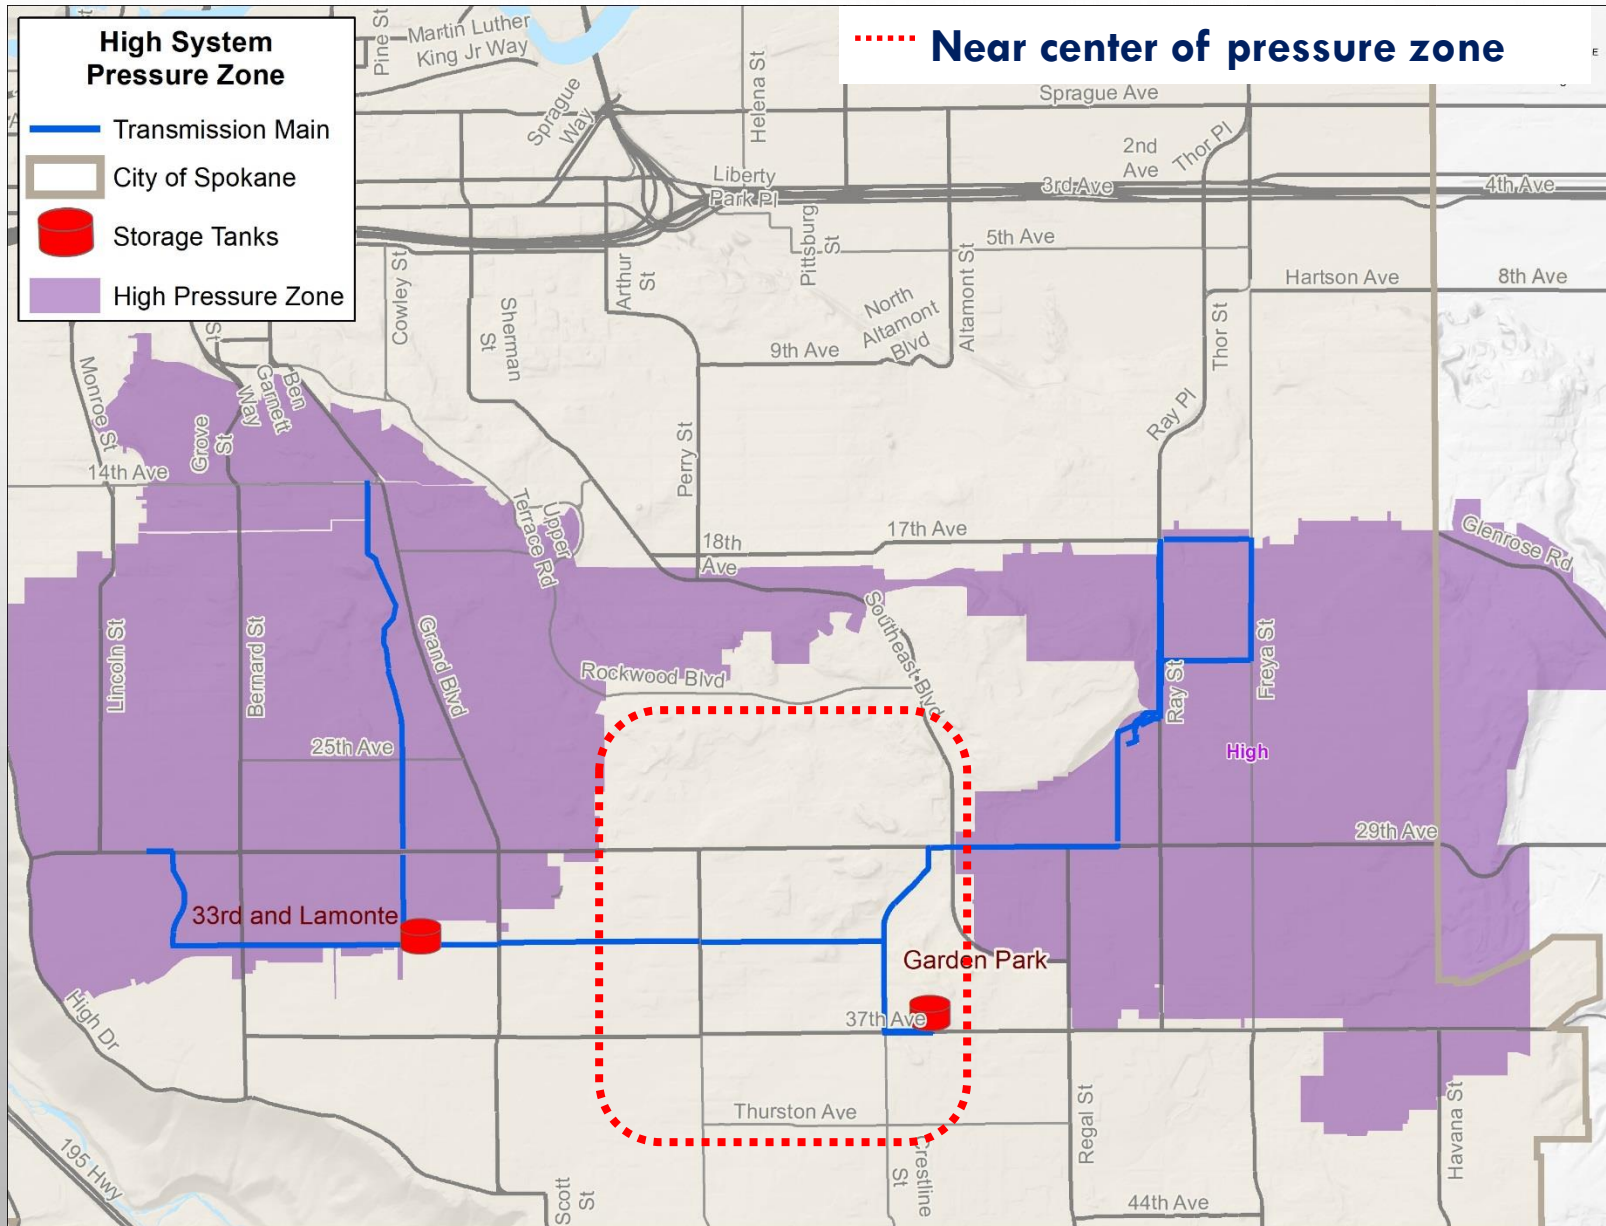 High System
Pressure Zone
Transmission Main
City of Spokane
Storage Tanks
High Pressure Zone
Near center of pressure zone
E
St
Pine St
Martin Luther
King Jr Way
Sprague
Way
Helena St
Sprague Ave
2nd
Ave
Thor Pl
Liberty
Park Pl
3rd Ave
4th Ave
Pittsburg
St
5th Ave
Cowley St
Arthur
St
Altamont St
Hartson Ave
8th Ave
St
Sherman
St
North
Altamont
Blvd
9th Ave
Thor St
Monroe St
Ben
Garnett
Way
Grove
St
Ray Pl
14th Ave
Perry St
Upper
Terrace Rd
18th
Ave
17th Ave
Glenrose Rd
Lincoln St
Bernard St
Grand Blvd
Southeast Blvd
Rockwood Blvd
Ray St
Freya St
25th Ave
High
29th Ave
33rd and Lamonte
Garden Park
37th Ave
High Dr
Thurston Ave
Regal St
Havana St
Crestline
St
195 Hwy
Scott
St
44th Ave